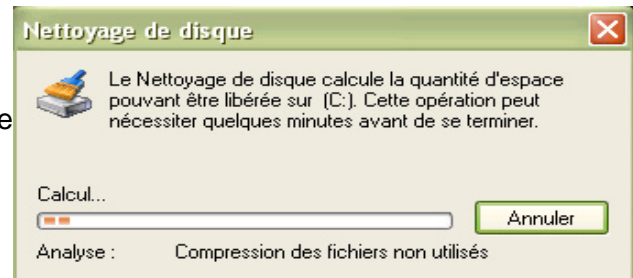 Nettoyage de disque
Le Nettoyage de disque calcule la quantité d'espace
pouvant être libérée sur (C:). Cette opération peut
nécessiter quelques minutes avant de se terminer.
e
Calcul...
Annuler
Analyse : Compression des fichiers non utilisés